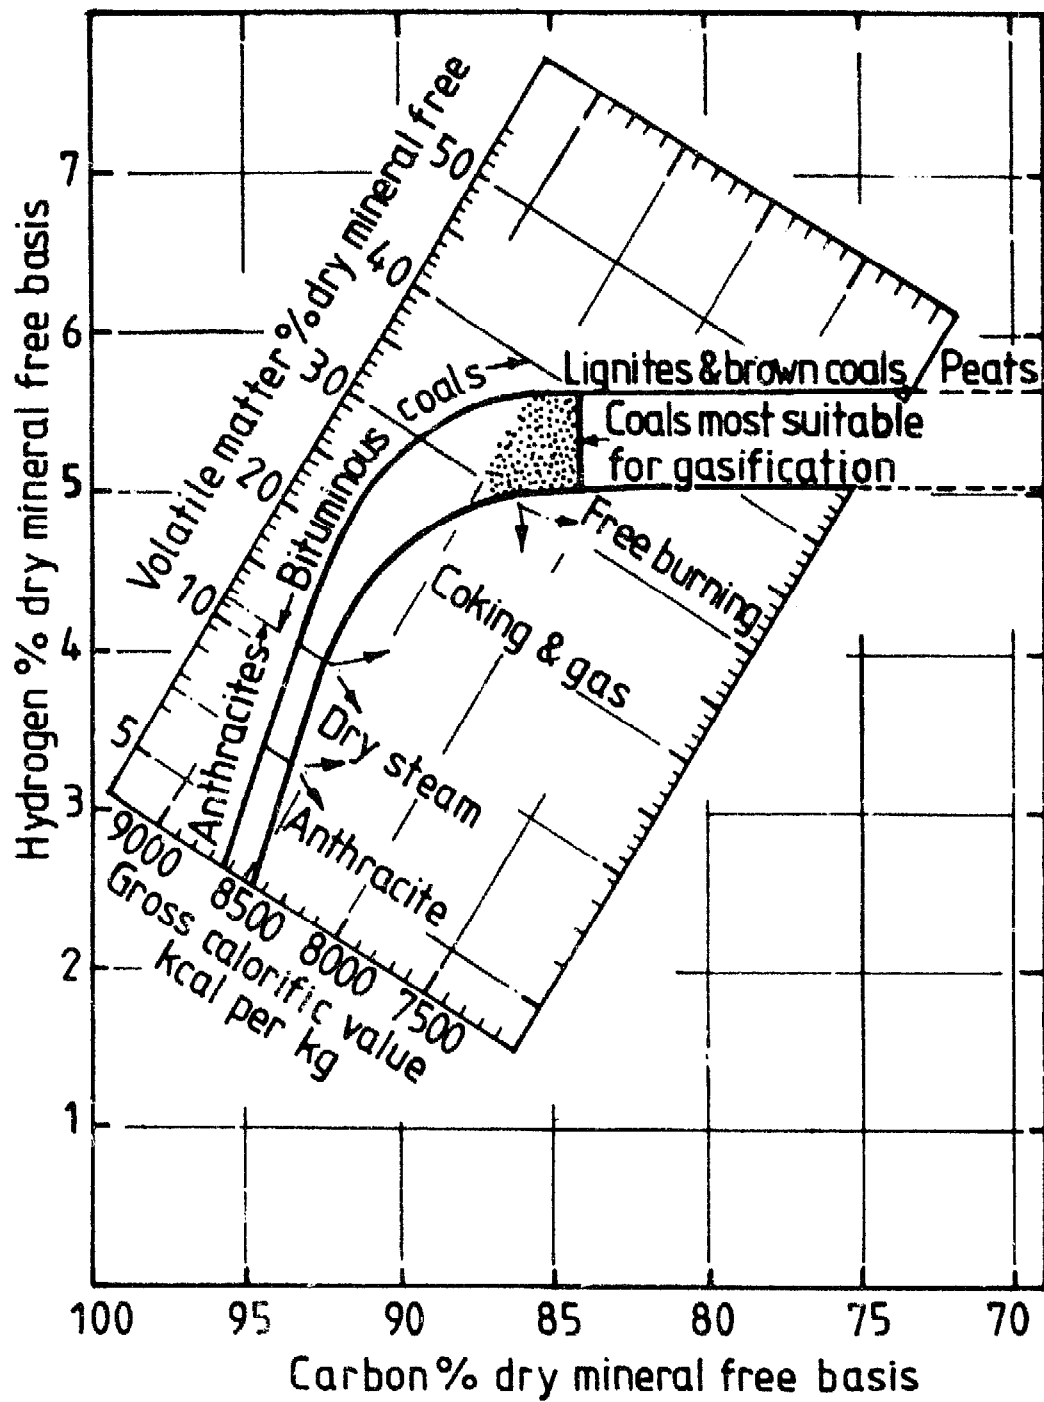 Hydrogen % dry mineral free basis
7
6
5
4
3
2
1
Volatile matter % dry mineral free
50
40
30
20
10
5
Bituminous coals
Anthracites
Lignites & brown coals
Peats
Coals most suitable
for gasification
Free burning
Coking & gas
Dry steam
Anthracite
9000
8500
8000
7500
Gross calorific value
kcal per kg
100
95
90
85
80
75
70
Carbon % dry mineral free basis